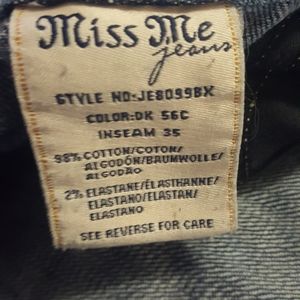 Miss Me
jeans
STYLE NO-JE8099BX
COLOR:DK 56C
INSEAM 35
98% COTTON/COTON/
ALGODÓN/BAUMWOLLE/
ALGODAO
2% ELASTANE/ÉLASTHANNE/
ELASTANO/ELASTAN/
ELASTANO
SEE REVERSE FOR CARE